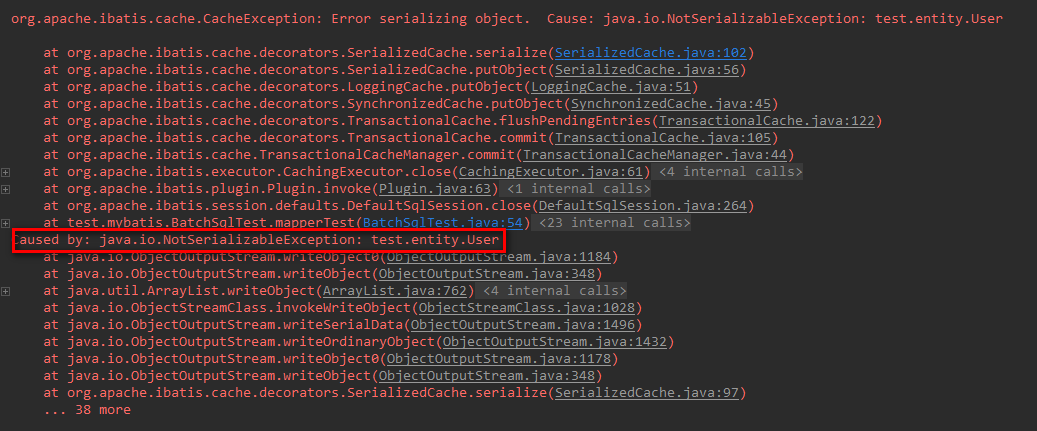 org.apache.ibatis.cache.CacheException: Error serializing object.  Cause: java.io.NotSerializableException: test.entity.User
at org.apache.ibatis.cache.decorators.SerializedCache.serialize(SerializedCache.java:102)
at org.apache.ibatis.cache.decorators.SerializedCache.putObject(SerializedCache.java:56)
at org.apache.ibatis.cache.decorators.LoggingCache.putObject(LoggingCache.java:51)
at org.apache.ibatis.cache.decorators.SynchronizedCache.putObject(SynchronizedCache.java:45)
at org.apache.ibatis.cache.decorators.TransactionalCache.flushPendingEntries(TransactionalCache.java:122)
at org.apache.ibatis.cache.decorators.TransactionalCache.commit(TransactionalCache.java:105)
at org.apache.ibatis.cache.TransactionalCacheManager.commit(TransactionalCacheManager.java:44)
at org.apache.ibatis.executor.CachingExecutor.close(CachingExecutor.java:61) <4 internal calls>
at org.apache.ibatis.plugin.Plugin.invoke(Plugin.java:63) <1 internal calls>
at org.apache.ibatis.session.defaults.DefaultSqlSession.close(DefaultSqlSession.java:264)
at test.mybatis.BatchSqlTest.mapperTest(BatchSqlTest.java:54) <23 internal calls>
Caused by: java.io.NotSerializableException: test.entity.User
at java.io.ObjectOutputStream.writeObject0(ObjectOutputStream.java:1184)
at java.io.ObjectOutputStream.writeObject(ObjectOutputStream.java:348)
at java.util.ArrayList.writeObject(ArrayList.java:762) <4 internal calls>
at java.io.ObjectStreamClass.invokeWriteObject(ObjectStreamClass.java:1028)
at java.io.ObjectOutputStream.writeSerialData(ObjectOutputStream.java:1496)
at java.io.ObjectOutputStream.writeOrdinaryObject(ObjectOutputStream.java:1432)
at java.io.ObjectOutputStream.writeObject0(ObjectOutputStream.java:1178)
at java.io.ObjectOutputStream.writeObject(ObjectOutputStream.java:348)
at org.apache.ibatis.cache.decorators.SerializedCache.serialize(SerializedCache.java:97)
... 38 more